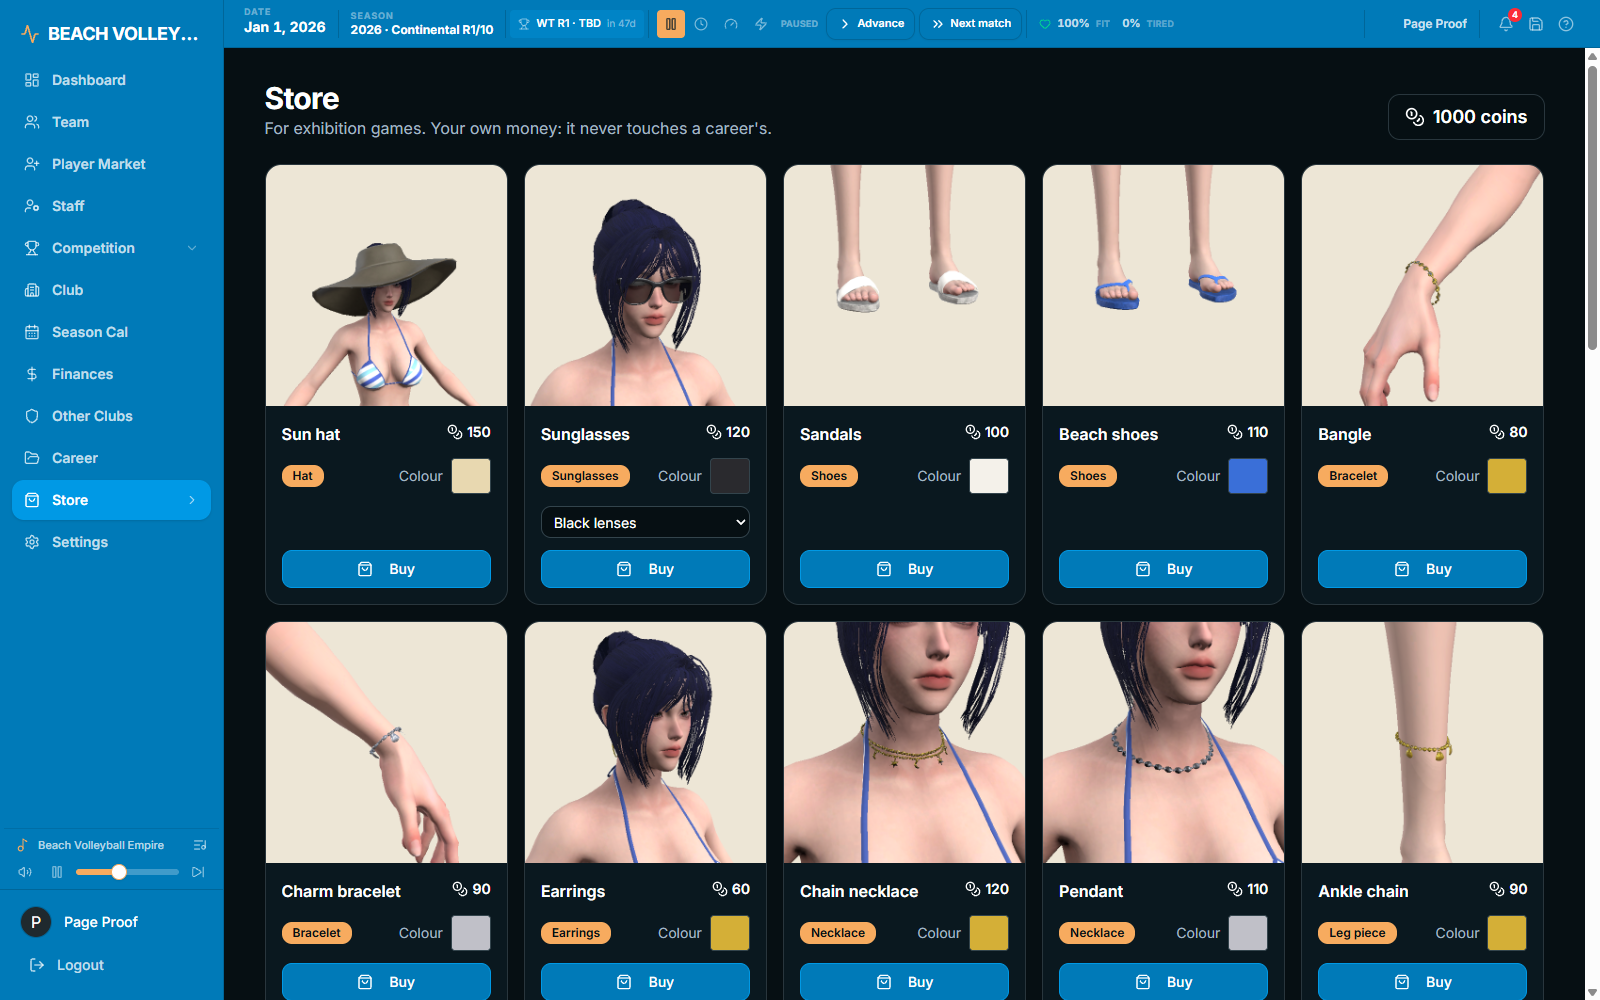 BEACH VOLLEY...
Dashboard
Team
Player Market
Staff
Competition
Club
Season Cal
Finances
Other Clubs
Career
Store
Settings
Beach Volleyball Empire
P Page Proof
Logout
DATE
Jan 1, 2026
SEASON
2026 · Continental R1/10
WT R1 · TBD in 47d
PAUSED
Advance
Next match
100% FIT 0% TIRED
Page Proof
4
Store
For exhibition games. Your own money: it never touches a career's.
1000 coins
Sun hat 150
Hat Colour
Buy
Sunglasses 120
Sunglasses Colour
Black lenses
Buy
Sandals 100
Shoes Colour
Buy
Beach shoes 110
Shoes Colour
Buy
Bangle 80
Bracelet Colour
Buy
Charm bracelet 90
Bracelet Colour
Buy
Earrings 60
Earrings Colour
Buy
Chain necklace 120
Necklace Colour
Buy
Pendant 110
Necklace Colour
Buy
Ankle chain 90
Leg piece Colour
Buy